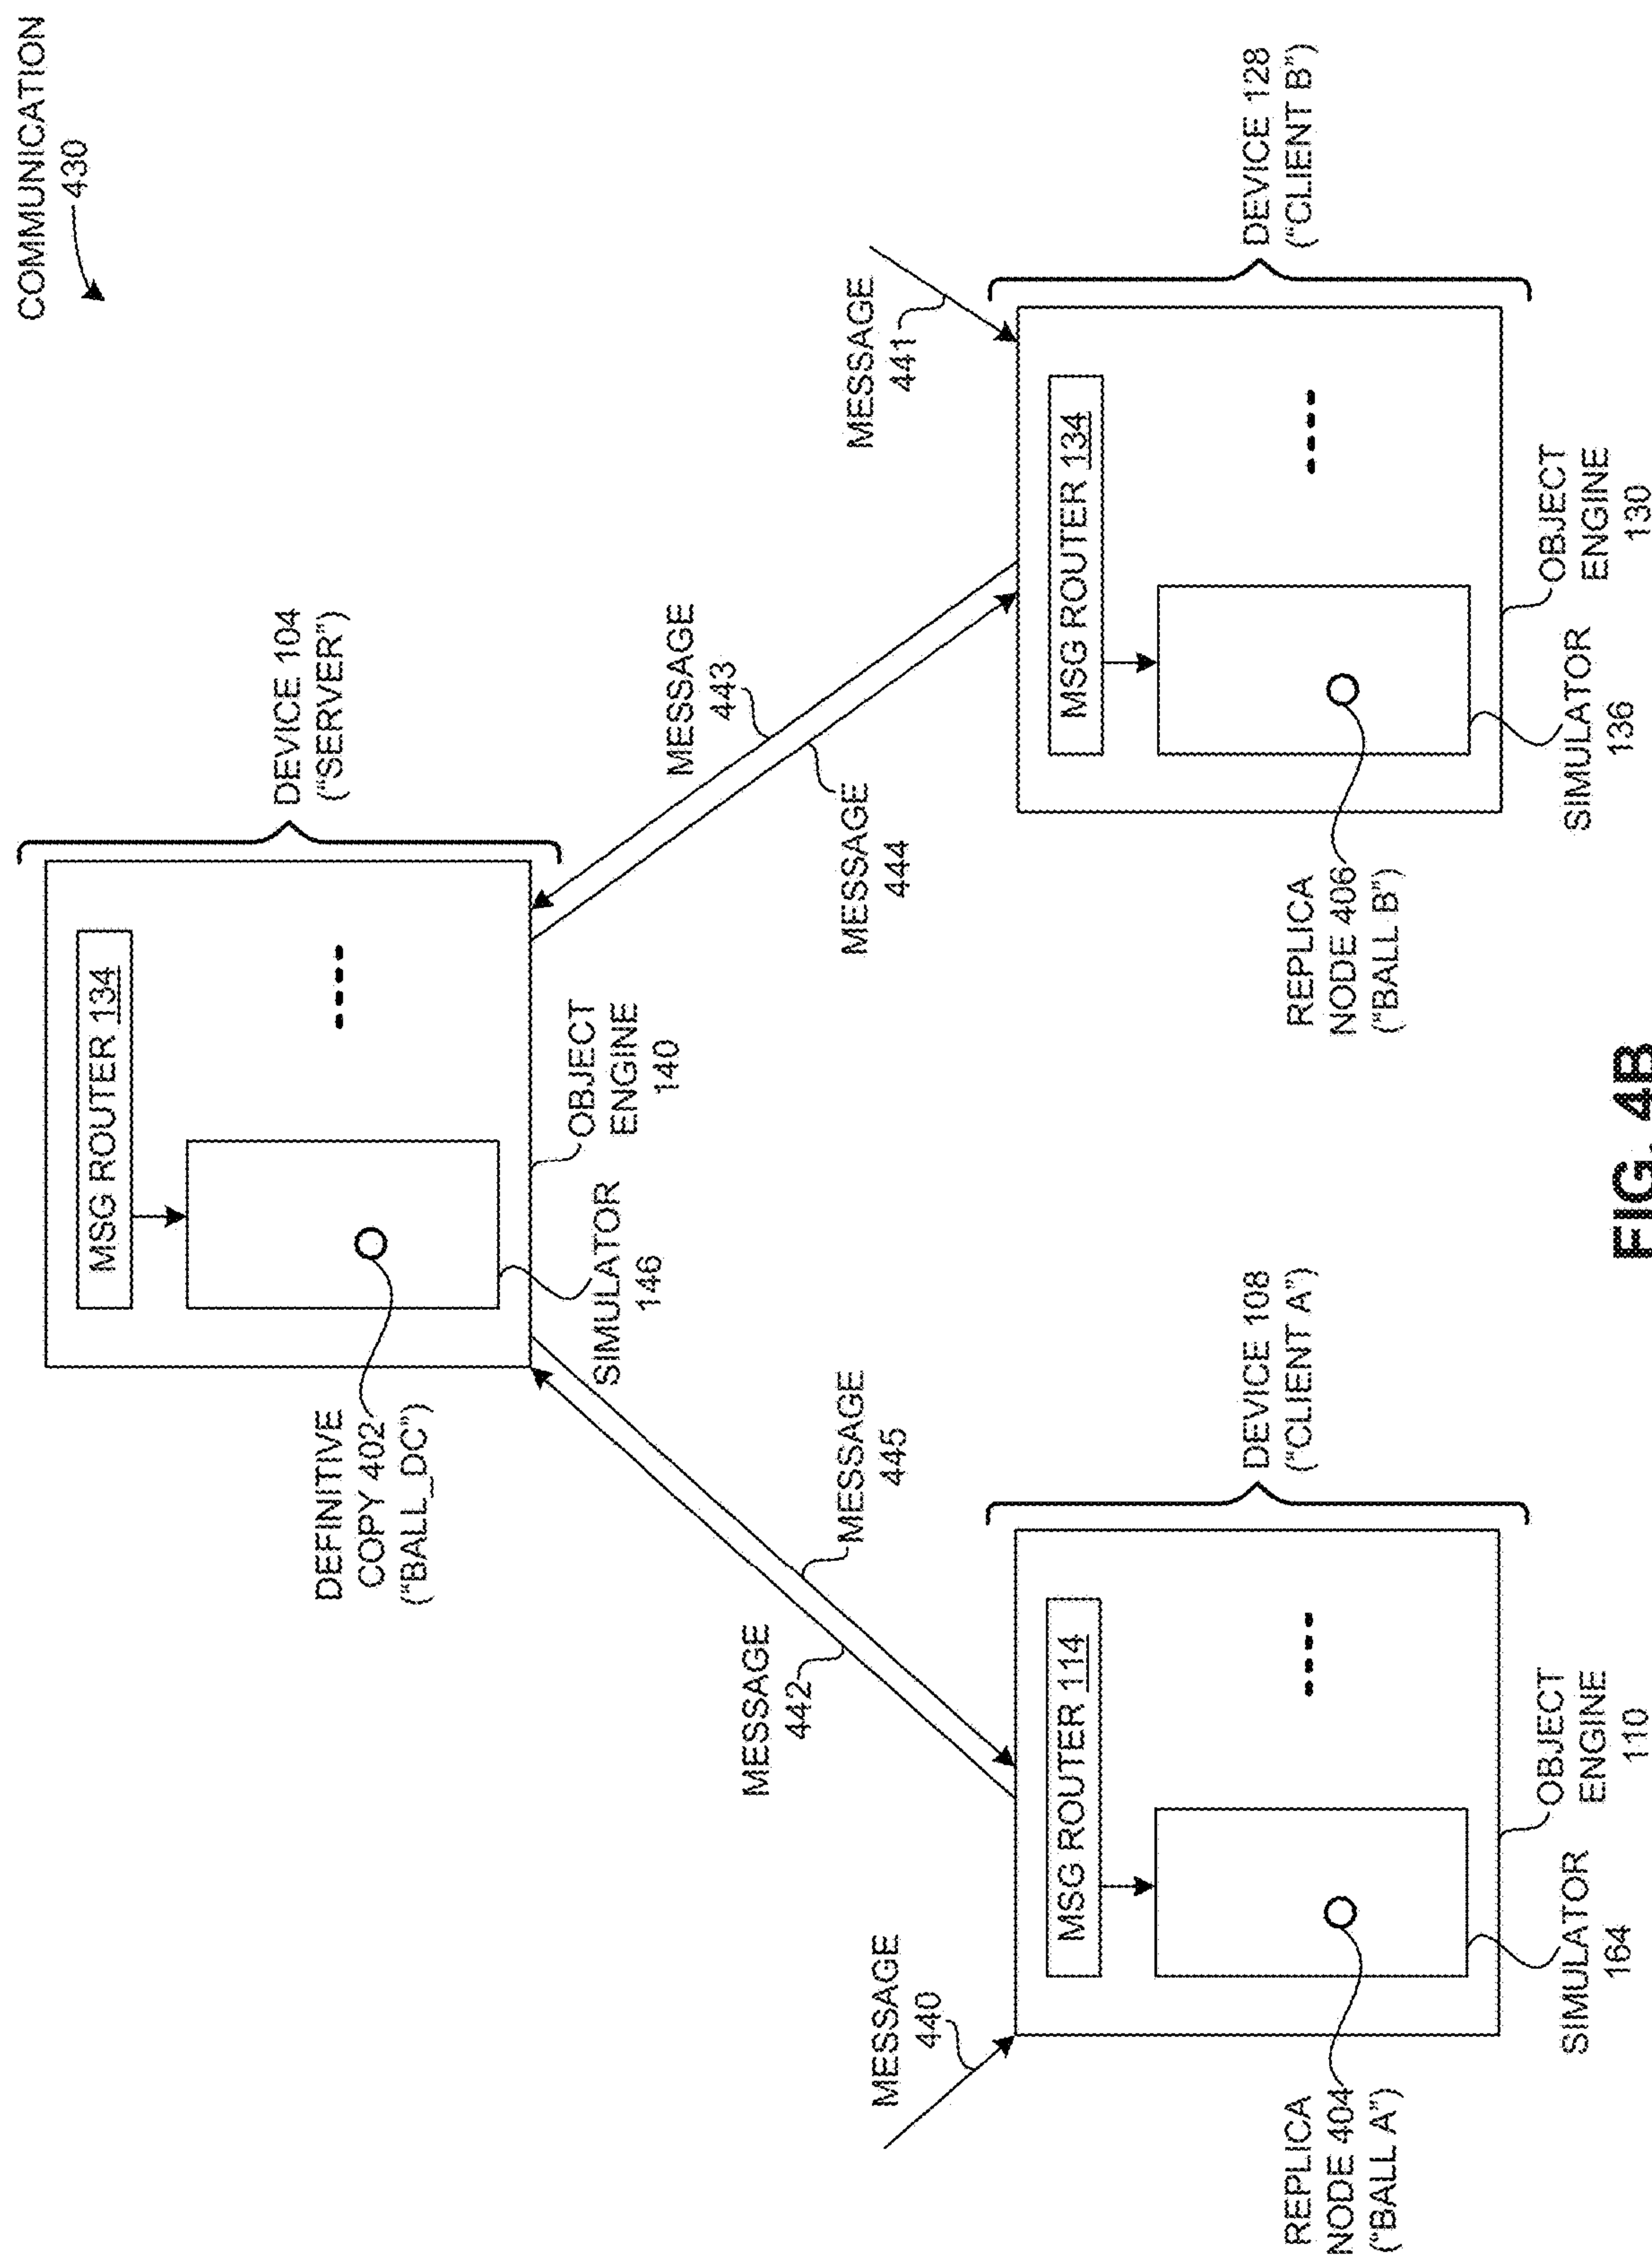 COMMUNICATION
430
DEVICE 104
("SERVER")
MSG ROUTER 134
DEFINITIVE
COPY 402
("BALL_DC")
SIMULATOR
146
OBJECT
ENGINE
140
MESSAGE
442
MESSAGE
445
MESSAGE
443
MESSAGE
444
MESSAGE
440
MESSAGE
441
MSG ROUTER 114
DEVICE 108
("CLIENT A")
REPLICA
NODE 404
("BALL A")
SIMULATOR
164
OBJECT
ENGINE
110
MSG ROUTER 134
DEVICE 128
("CLIENT B")
REPLICA
NODE 406
("BALL B")
SIMULATOR
136
OBJECT
ENGINE
130
FIG. 4B